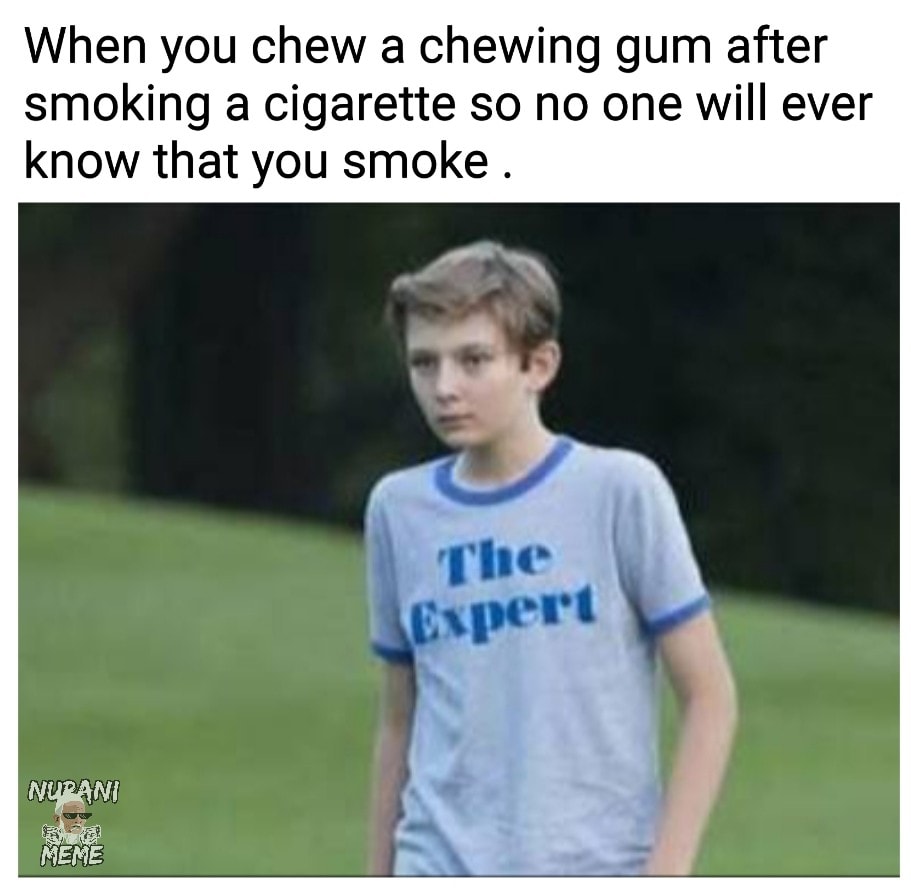 When you chew a chewing gum after
smoking a cigarette so no one will ever
know that you smoke .
The
Expert
NURANI
MEME